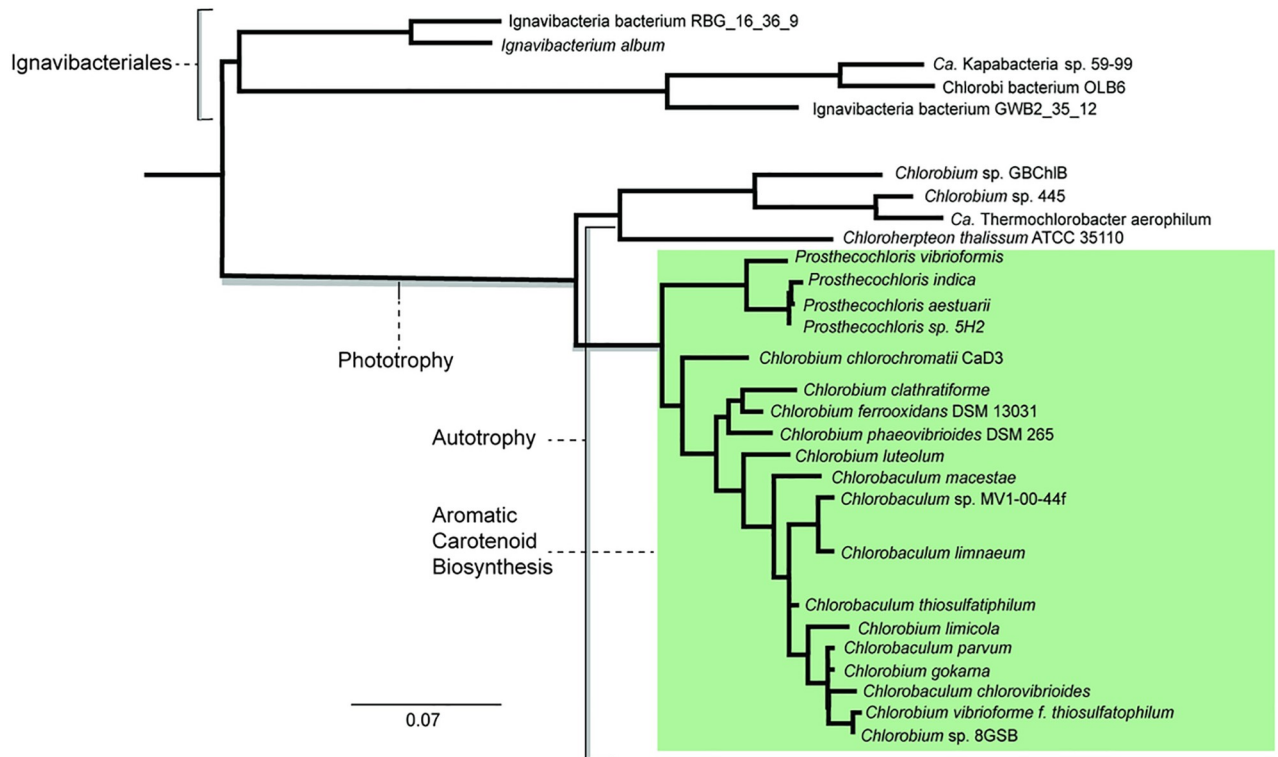 Ignavibacteria bacterium RBG_16_36_9
Ignavibacterium album
Ignavibacteriales
Ca. Kapabacteria sp. 59-99
Chlorobi bacterium OLB6
Ignavibacteria bacterium GWB2_35_12
Chlorobium sp. GBChlB
Chlorobium sp. 445
Ca. Thermochlorobacter aerophilum
Chloroherpteon thalissum ATCC 35110
Prosthecochloris vibrioformis
Prosthecochloris indica
Prosthecochloris aestuarii
Prosthecochloris sp. 5H2
Phototrophy
Chlorobium chlorochromatii CaD3
Chlorobium clathratiforme
Chlorobium ferrooxidans DSM 13031
Chlorobium phaeovibrioides DSM 265
Autotrophy
Chlorobium luteolum
Chlorobaculum macestae
Chlorobaculum sp. MV1-00-44f
Aromatic
Carotenoid
Biosynthesis
Chlorobaculum limnaeum
Chlorobaculum thiosulfatiphilum
Chlorobium limicola
Chlorobaculum parvum
Chlorobium gokarna
Chlorobaculum chlorovibrioides
Chlorobium vibrioforme f. thiosulfatophilum
Chlorobium sp. 8GSB
0.07